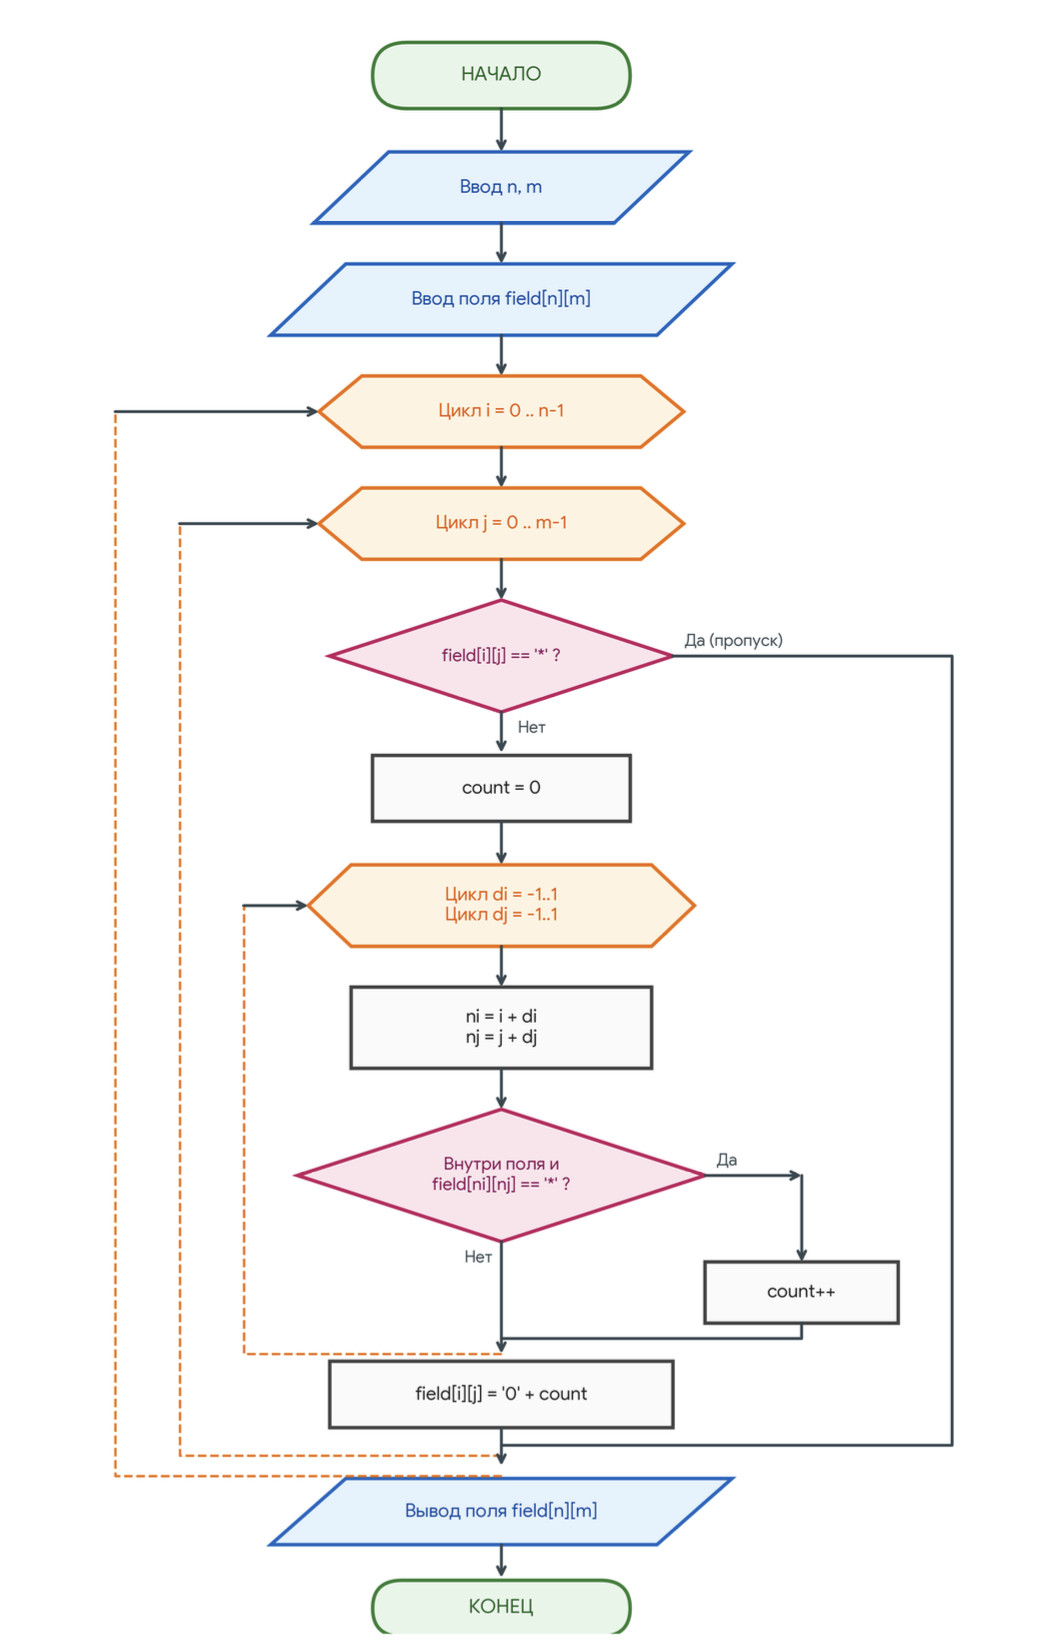 НАЧАЛО
Ввод n, m
Ввод поля field[n][m]
Цикл i = 0 .. n-1
Цикл j = 0 .. m-1
field[i][j] == '*' ?
Да (пропуск)
Нет
count = 0
Цикл di = -1..1
Цикл dj = -1..1
ni = i + di
nj = j + dj
Внутри поля и
field[ni][nj] == '*' ?
Да
Нет
count++
field[i][j] = '0' + count
Вывод поля field[n][m]
КОНЕЦ